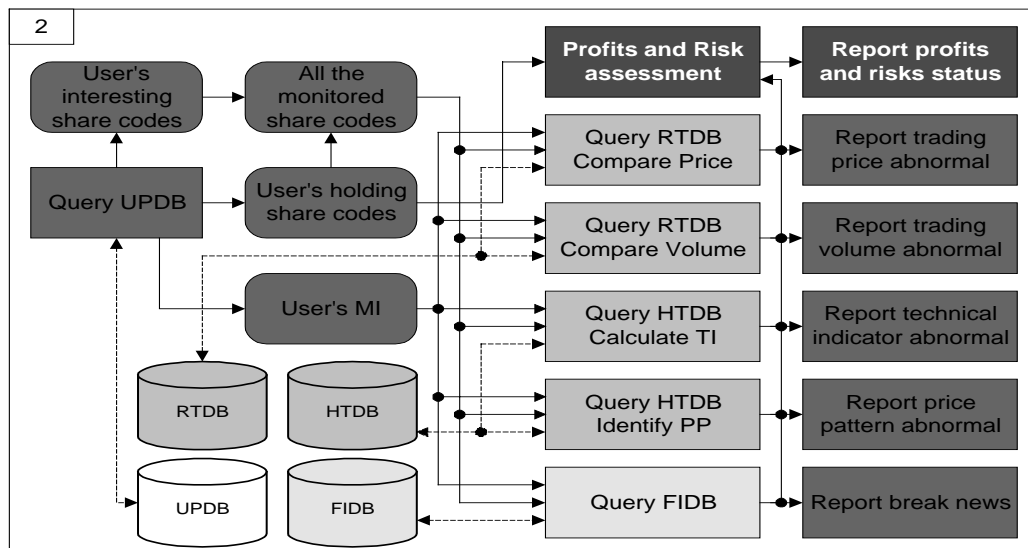 2
User's
interesting
share codes
All the
monitored
share codes
Profits and Risk
assessment
Report profits
and risks status
Query UPDB
User's holding
share codes
Query RTDB
Compare Price
Report trading
price abnormal
Query RTDB
Compare Volume
Report trading
volume abnormal
User's MI
Query HTDB
Calculate TI
Report technical
indicator abnormal
RTDB
HTDB
Query HTDB
Identify PP
Report price
pattern abnormal
UPDB
FIDB
Query FIDB
Report break news